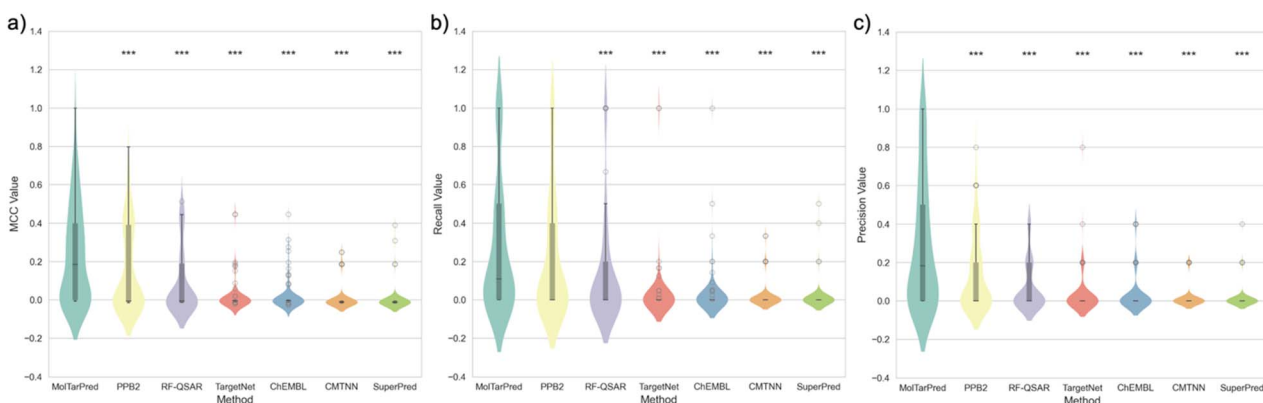 a)
*** *** *** *** *** ***
1.4
1.2
1.0
0.8
0.6
0.4
0.2
0.0
−0.2
−0.4
MCC Value
MolTarPred PPB2 RF-QSAR TargetNet ChEMBL CMTNN SuperPred
Method
b)
*** *** *** *** ***
1.4
1.2
1.0
0.8
0.6
0.4
0.2
0.0
−0.2
−0.4
Recall Value
MolTarPred PPB2 RF-QSAR TargetNet ChEMBL CMTNN SuperPred
Method
c)
*** *** *** *** *** ***
1.4
1.2
1.0
0.8
0.6
0.4
0.2
0.0
−0.2
−0.4
Precision Value
MolTarPred PPB2 RF-QSAR TargetNet ChEMBL CMTNN SuperPred
Method